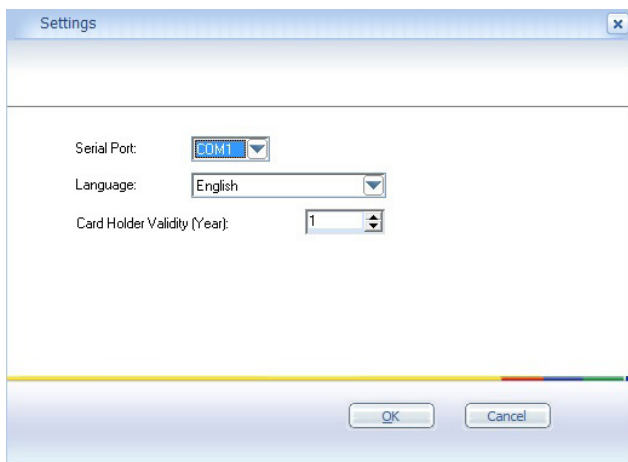 Settings
Serial Port: COM1
Language: English
Card Holder Validity (Year): 1
OK Cancel